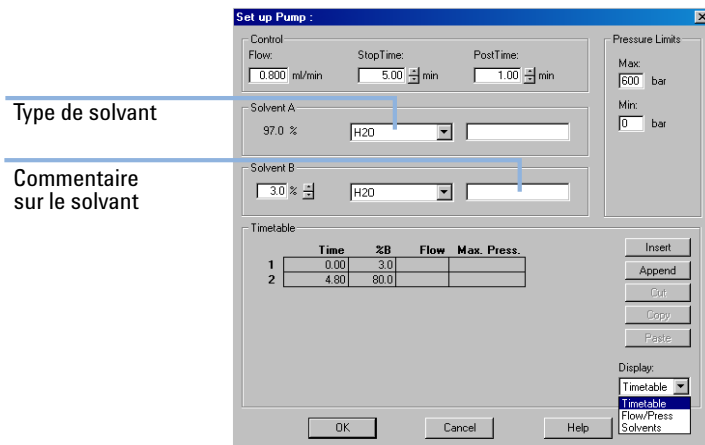 Set up Pump :
Control
Flow:
0.800 ml/min
StopTime:
5.00 min
PostTime:
1.00 min
Pressure Limits
Max:
600 bar
Min:
0 bar
Type de solvant
Solvent A
97.0 %
H2O
Commentaire
sur le solvant
Solvent B
3.0 %
H2O
Timetable
Time %B Flow Max. Press.
1 0.00 3.0
2 4.80 80.0
Insert
Append
Cut
Copy
Paste
Display:
Timetable
Timetable
Flow/Press
Solvents
OK
Cancel
Help